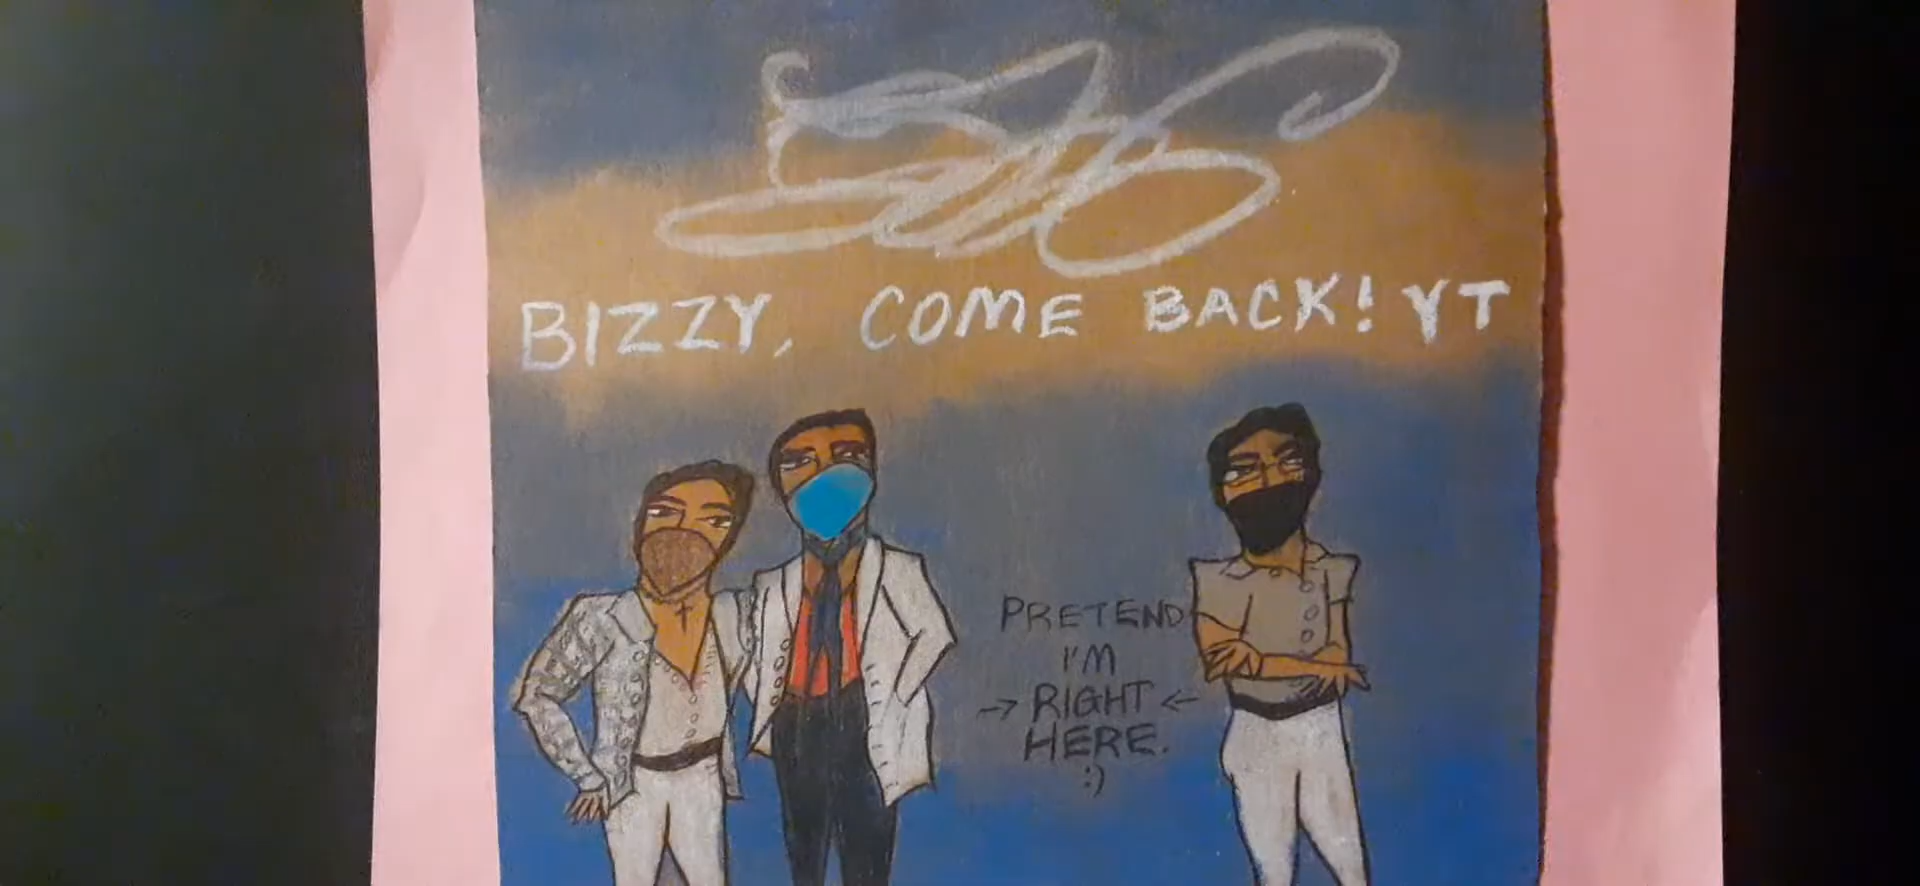 BIZZY, COME BACK! YT
PRETEND
I'M
→ RIGHT ←
HERE.
:)